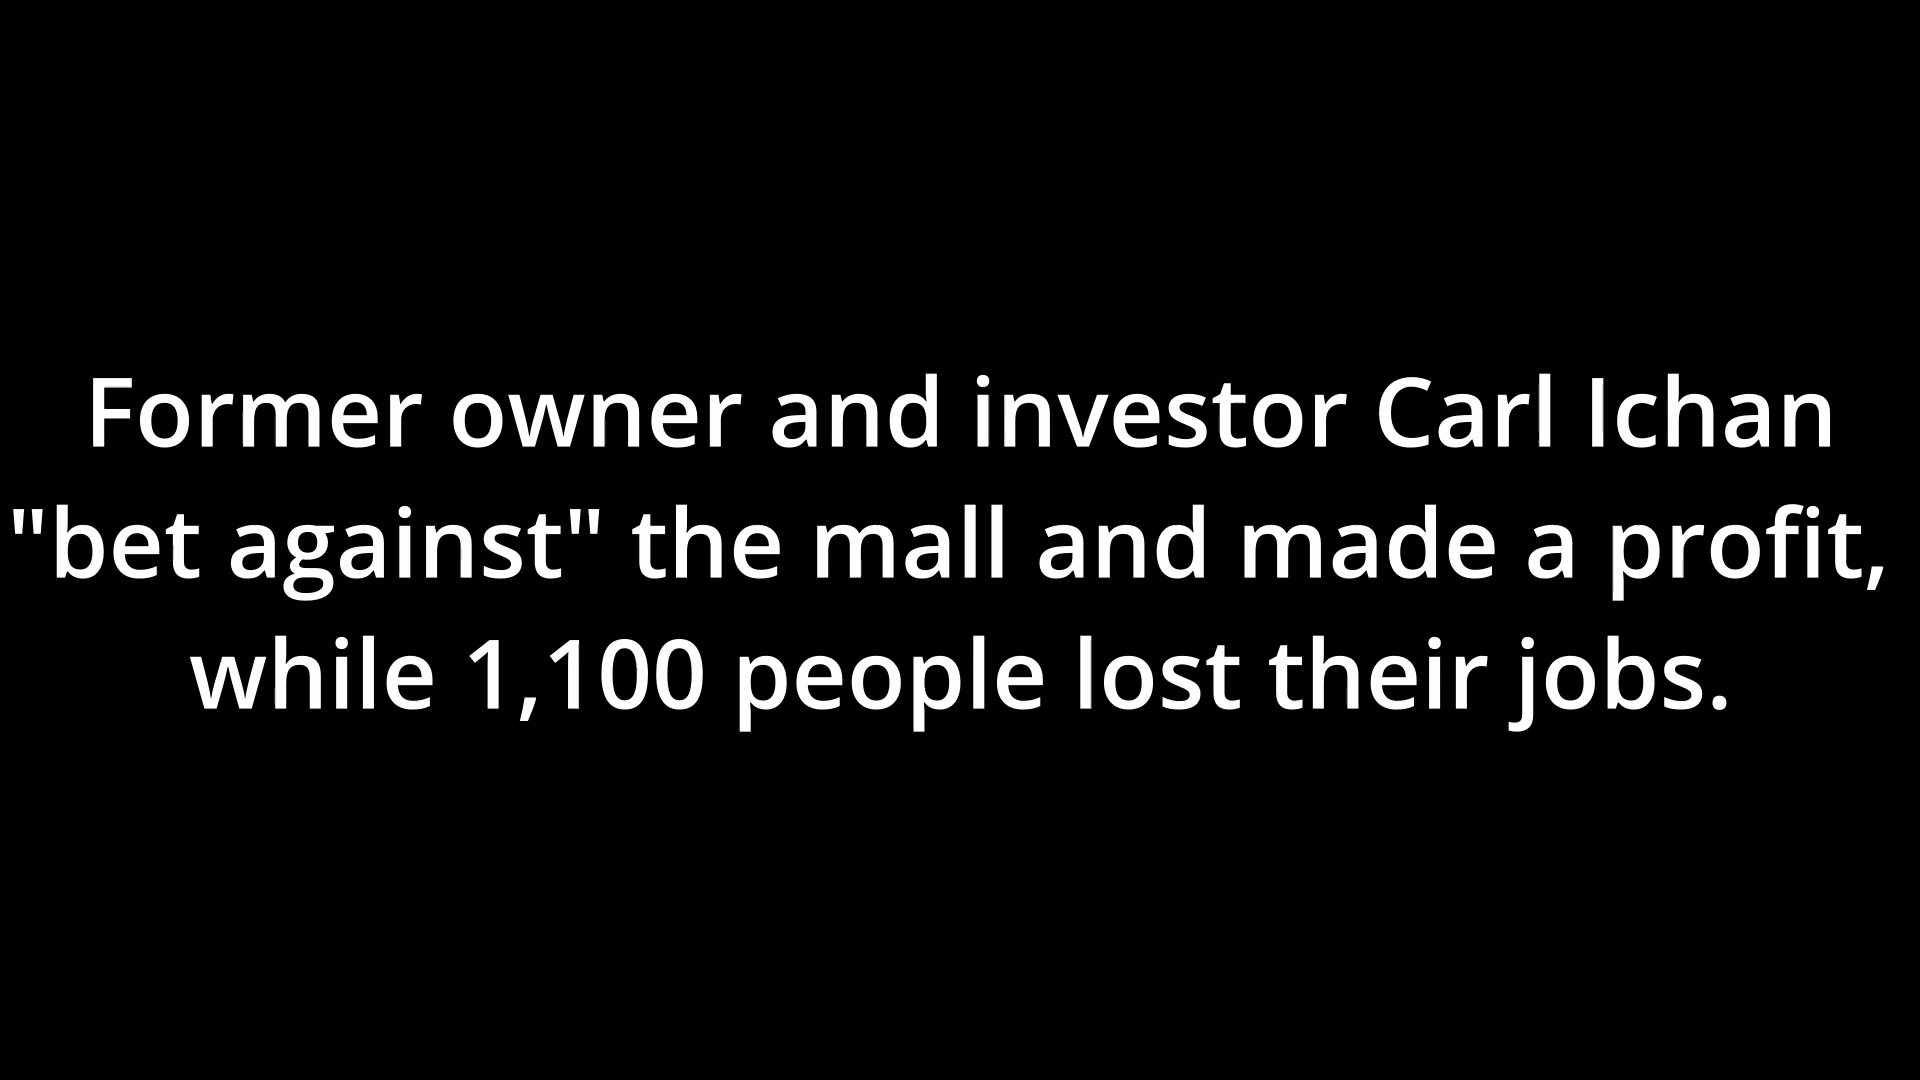 Former owner and investor Carl Ichan
"bet against" the mall and made a profit,
while 1,100 people lost their jobs.